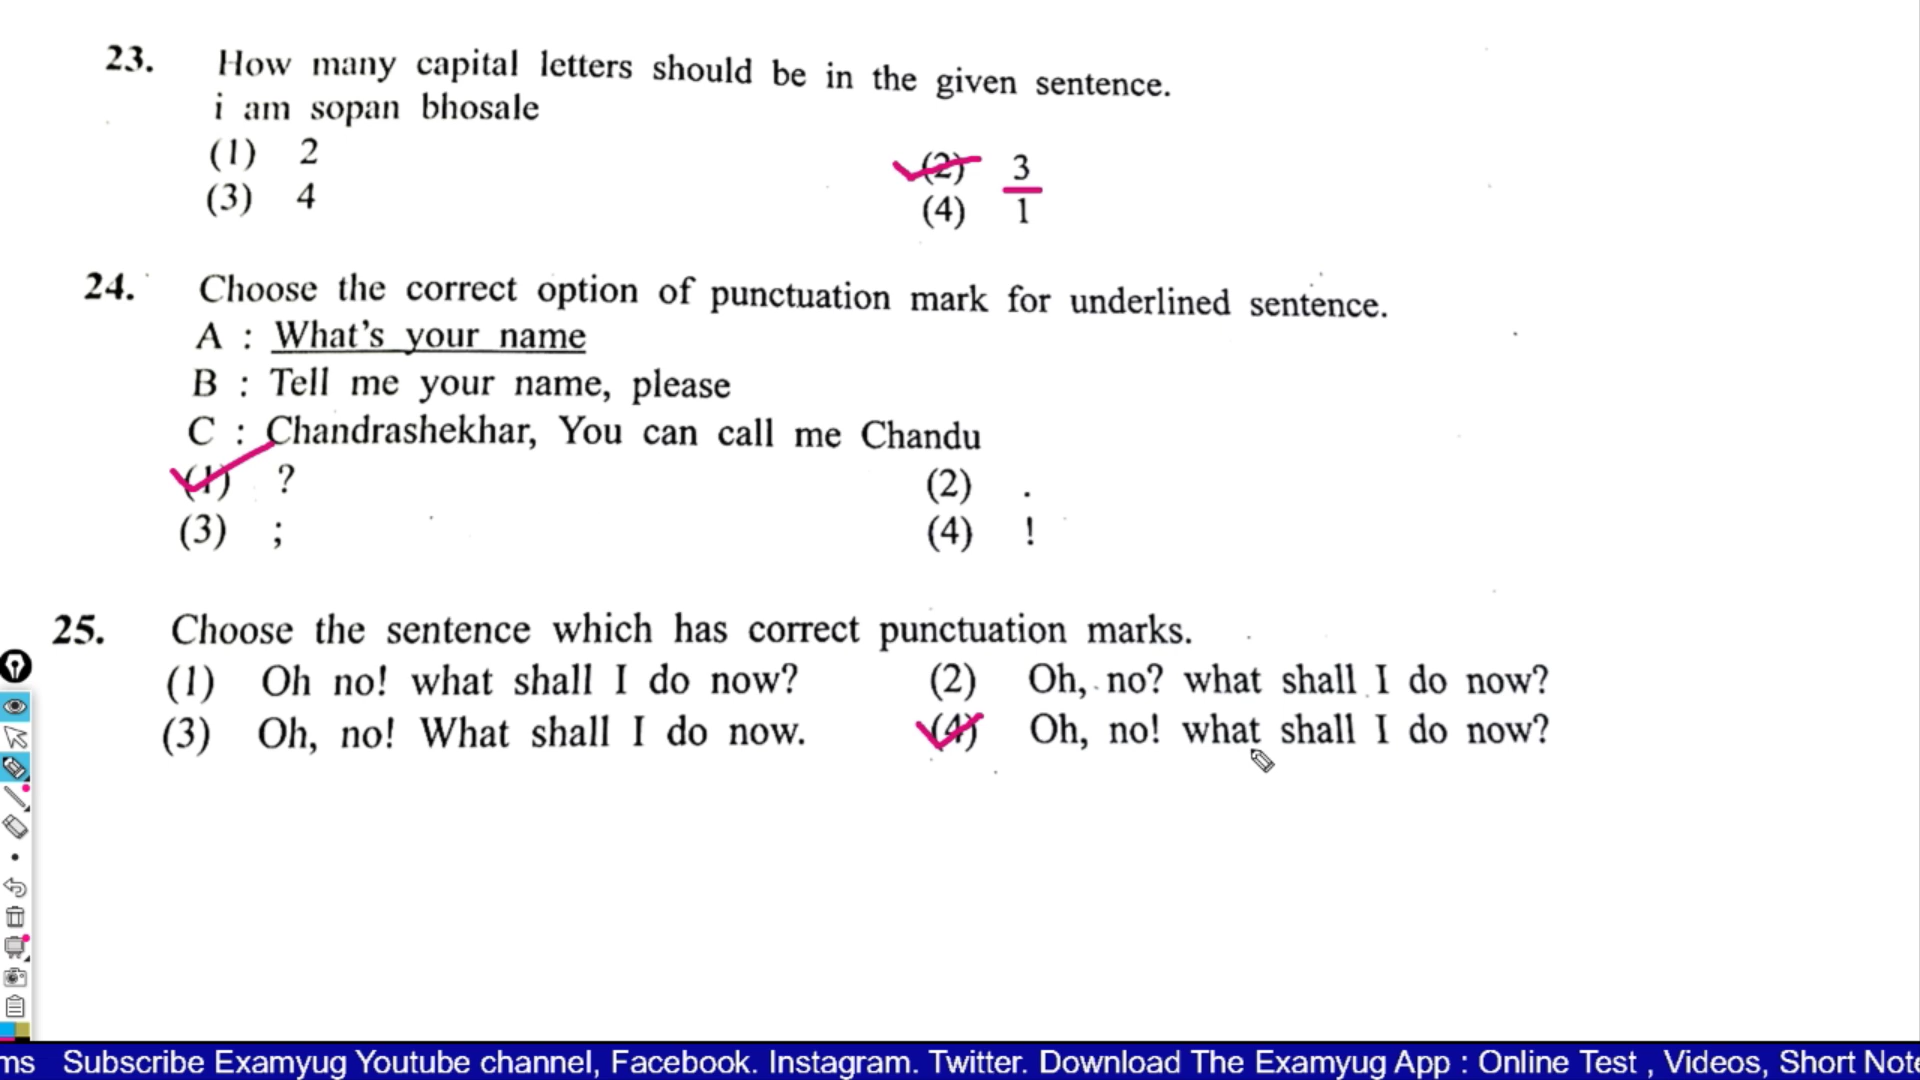 23. How many capital letters should be in the given sentence.
i am sopan bhosale
(1) 2 (2) 3
(3) 4 (4) 1
24. Choose the correct option of punctuation mark for underlined sentence.
A : What's your name
B : Tell me your name, please
C : Chandrashekhar, You can call me Chandu
(1) ? (2) .
(3) ; (4) !
25. Choose the sentence which has correct punctuation marks.
(1) Oh no! what shall I do now? (2) Oh, no? what shall I do now?
(3) Oh, no! What shall I do now. (4) Oh, no! what shall I do now?
ms Subscribe Examyug Youtube channel, Facebook. Instagram. Twitter. Download The Examyug App : Online Test , Videos, Short Note